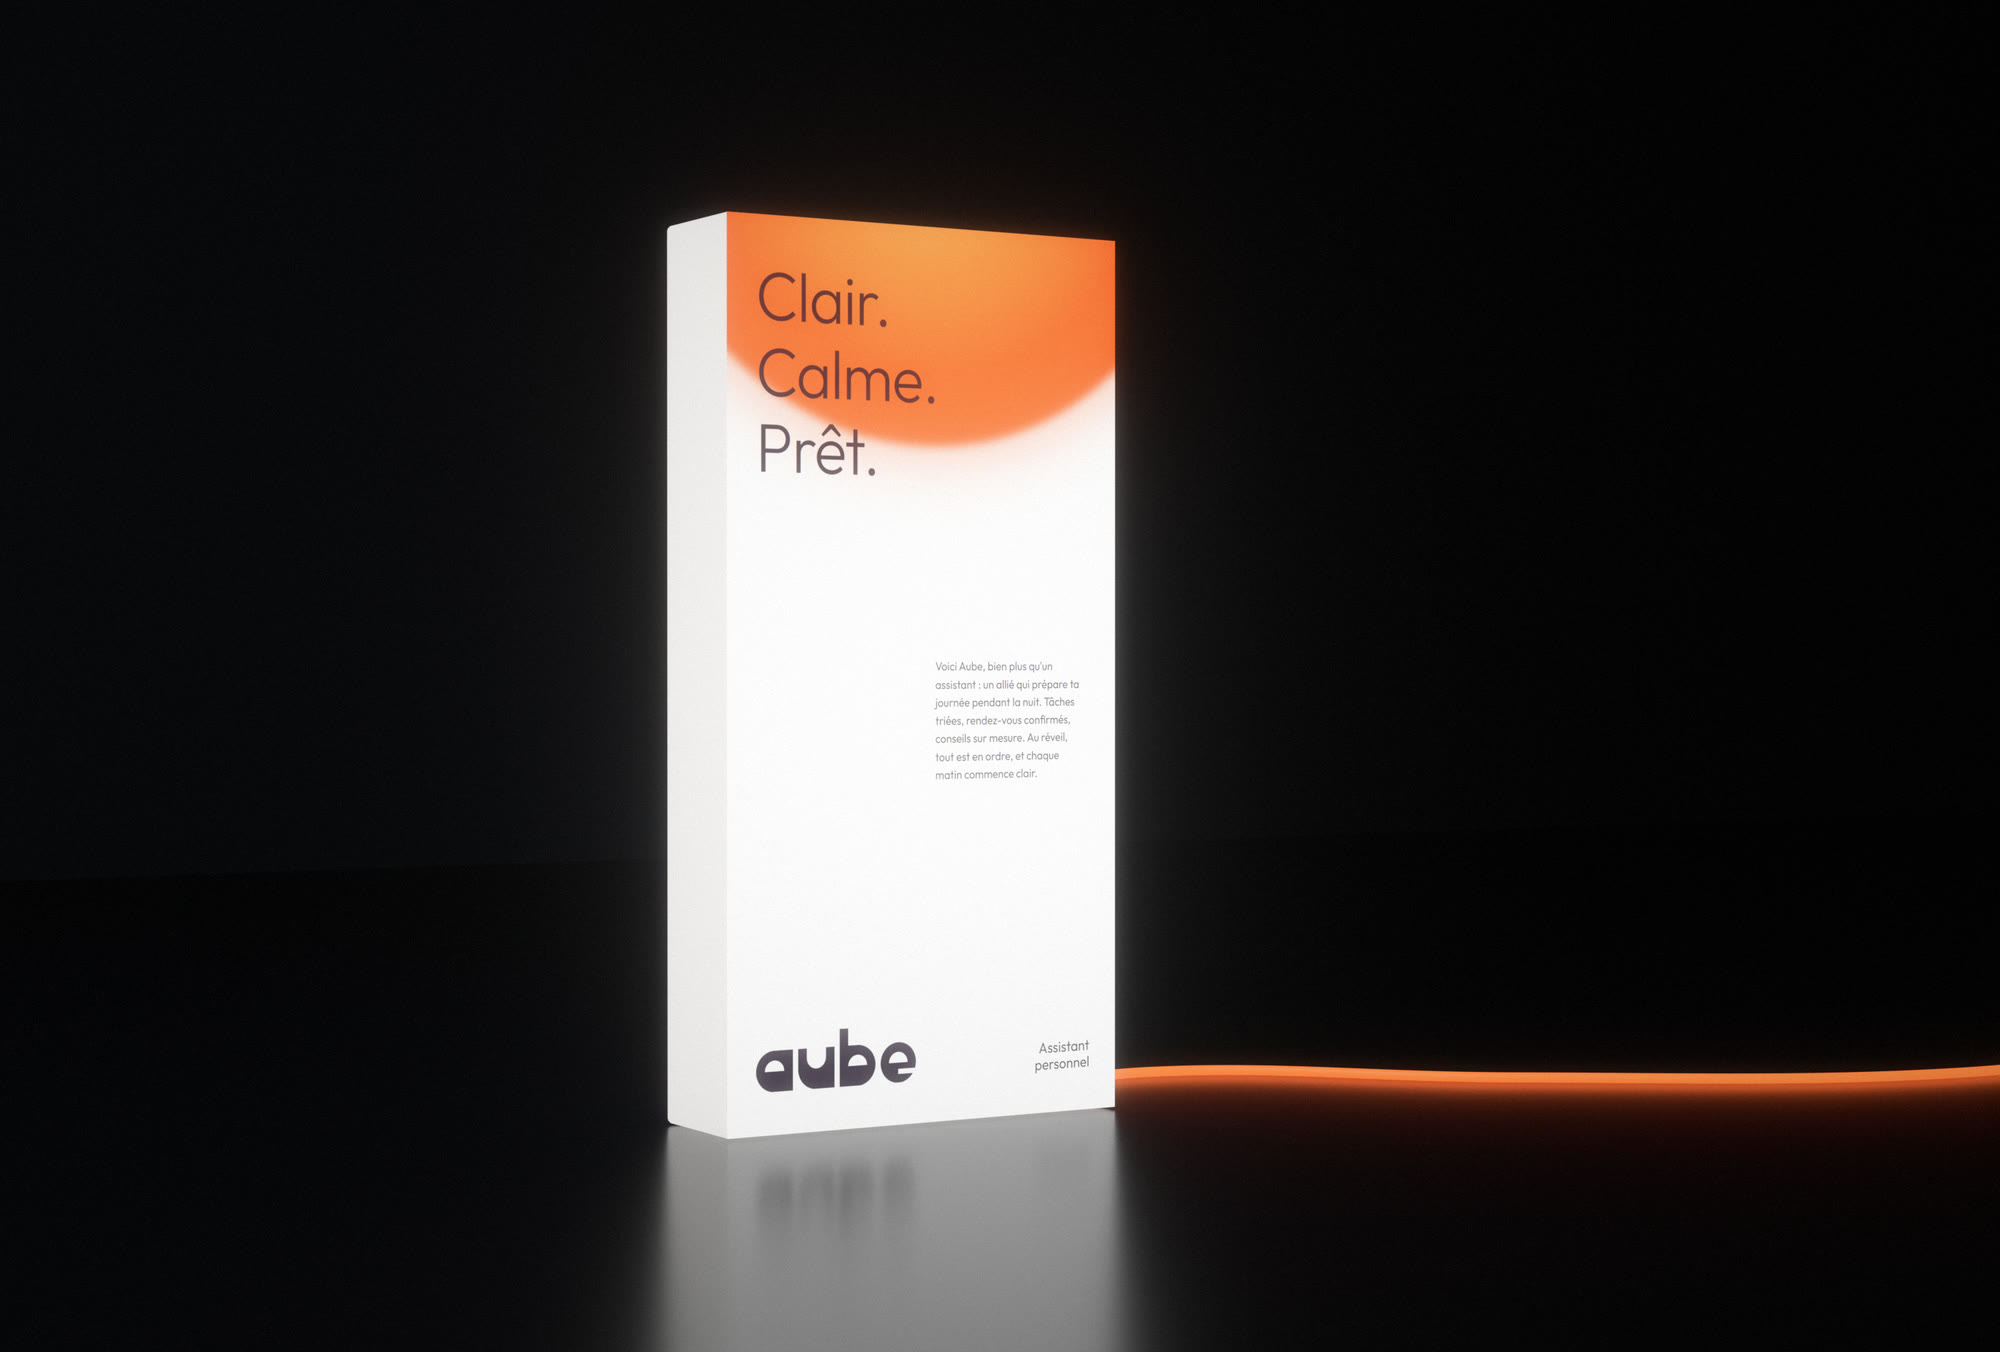 Clair.
Calme.
Prêt.
Voici Aube, bien plus qu'un
assistant : un allié qui prépare ta
journée pendant la nuit. Tâches
triées, rendez-vous confirmés,
conseils sur mesure. Au réveil,
tout est en ordre, et chaque
matin commence clair.
aube
Assistant
personnel